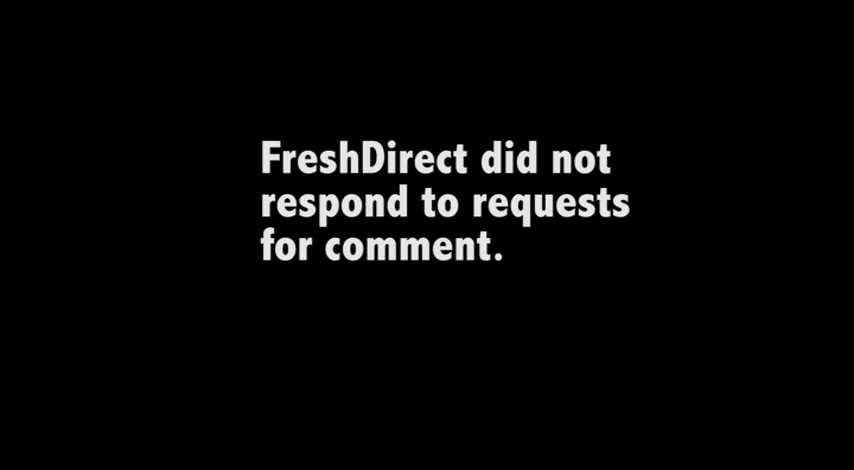 FreshDirect did not
respond to requests
for comment.